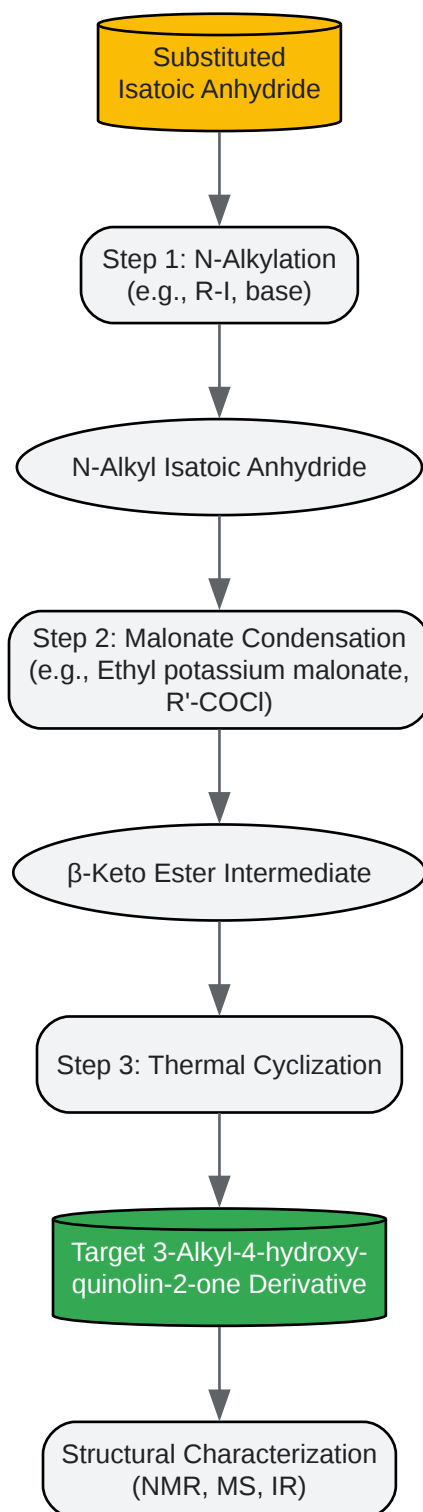 Substituted
Isatoic Anhydride
Step 1: N-Alkylation
(e.g., R-I, base)
N-Alkyl Isatoic Anhydride
Step 2: Malonate Condensation
(e.g., Ethyl potassium malonate,
R'-COCl)
β-Keto Ester Intermediate
Step 3: Thermal Cyclization
Target 3-Alkyl-4-hydroxy-
quinolin-2-one Derivative
Structural Characterization
(NMR, MS, IR)